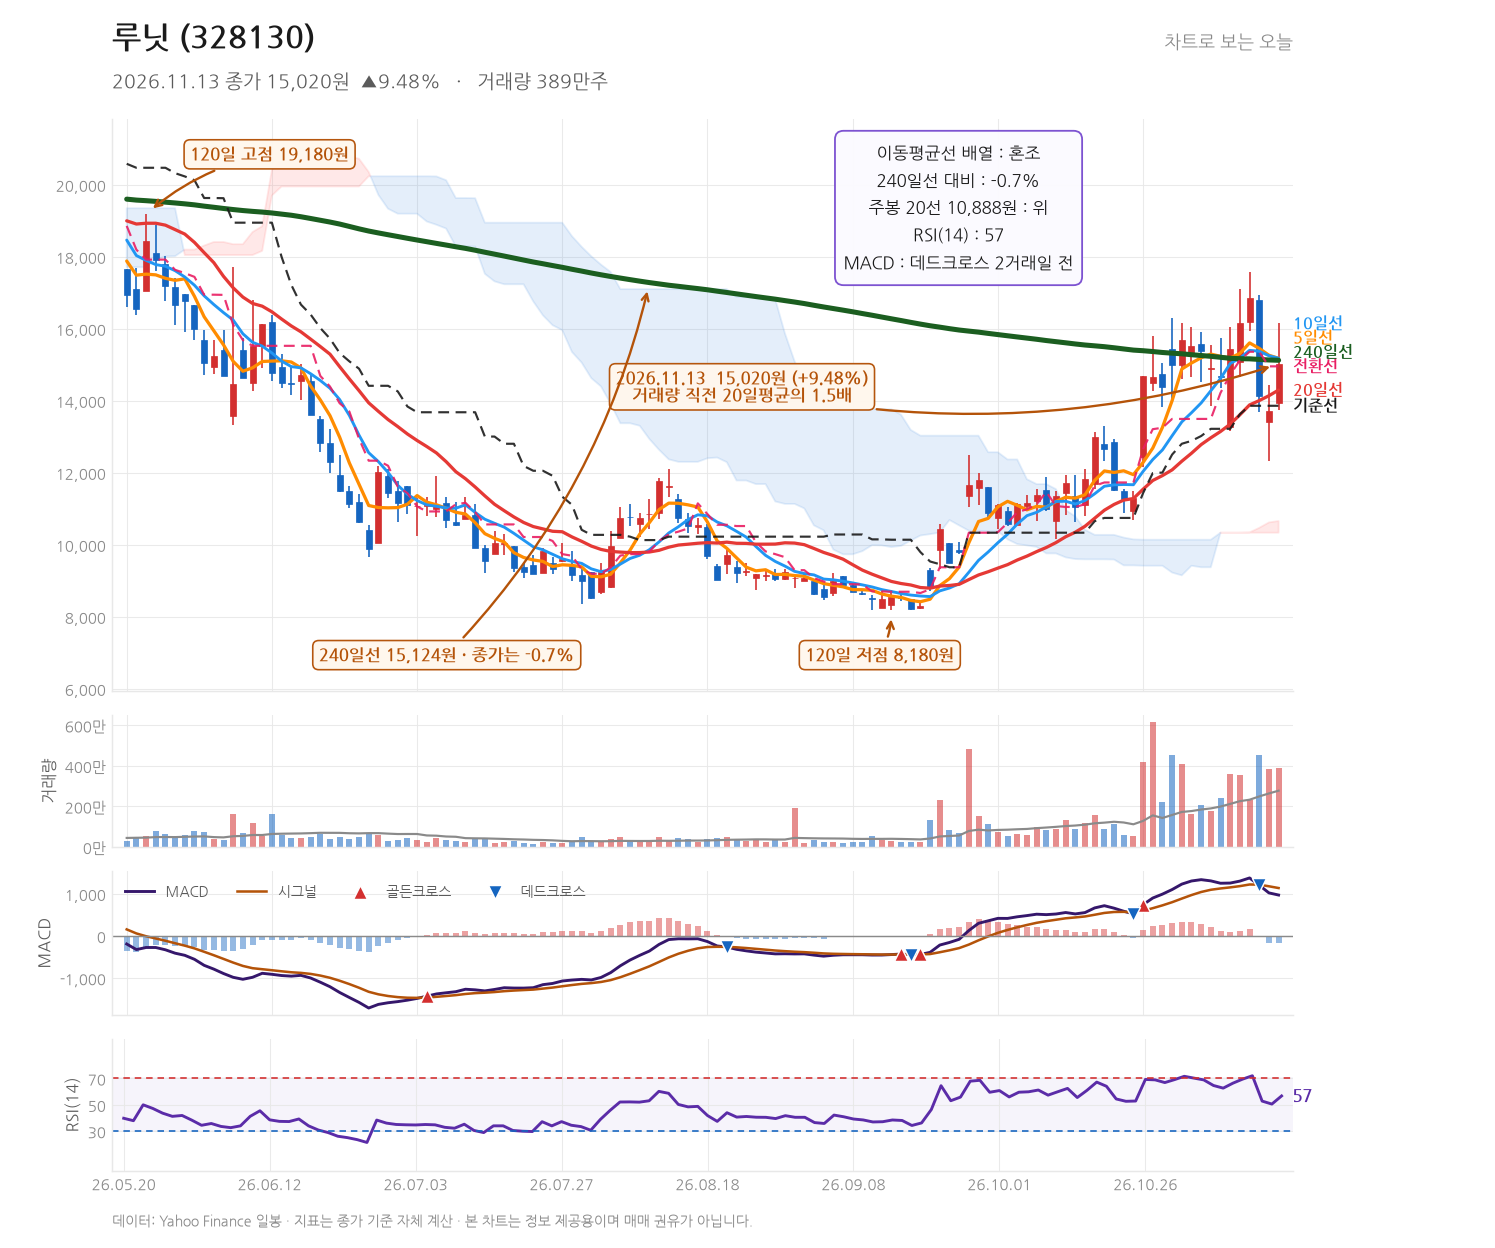 루닛 (328130)
차트로 보는 오늘
2026.11.13 종가 15,020원 ▲9.48% · 거래량 389만주
120일 고점 19,180원
이동평균선 배열 : 혼조
240일선 대비 : -0.7%
주봉 20선 10,888원 : 위
RSI(14) : 57
MACD : 데드크로스 2거래일 전
20,000
18,000
16,000
14,000
12,000
10,000
8,000
6,000
10일선
5일선
240일선
전환선
20일선
기준선
2026.11.13 15,020원 (+9.48%)
거래량 직전 20일평균의 1.5배
240일선 15,124원 · 종가는 -0.7%
120일 저점 8,180원
거래량
600만
400만
200만
0만
MACD
MACD
시그널
골든크로스
데드크로스
1,000
0
-1,000
RSI(14)
70
50
30
57
26.05.20
26.06.12
26.07.03
26.07.27
26.08.18
26.09.08
26.10.01
26.10.26
데이터: Yahoo Finance 일봉 · 지표는 종가 기준 자체 계산 · 본 차트는 정보 제공용이며 매매 권유가 아닙니다.